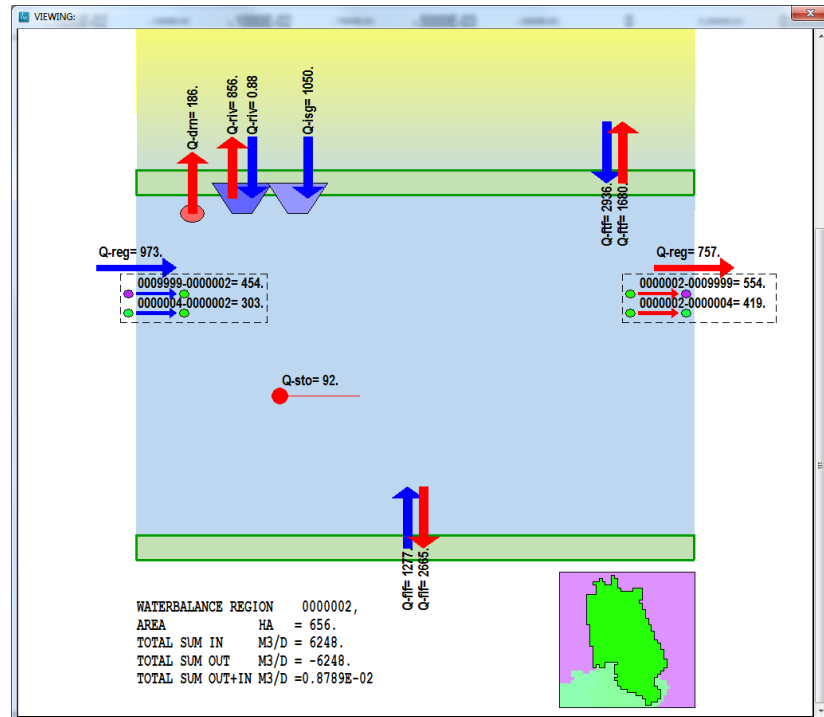 VIEWING:
Q-drn= 186.
Q-riv= 856.
Q-riv= 0.88
Q-isg= 1050.
Q-ftf= 2936.
Q-ftf= 1680.
Q-reg= 973.
0009999-0000002= 454.
0000004-0000002= 303.
Q-reg= 757.
0000002-0009999= 554.
0000002-0000004= 419.
Q-sto= 92.
Q-flf= 1277.
Q-flf= 2665.
WATERBALANCE REGION 0000002,
AREA HA = 656.
TOTAL SUM IN M3/D = 6248.
TOTAL SUM OUT M3/D = -6248.
TOTAL SUM OUT+IN M3/D =0.8789E-02